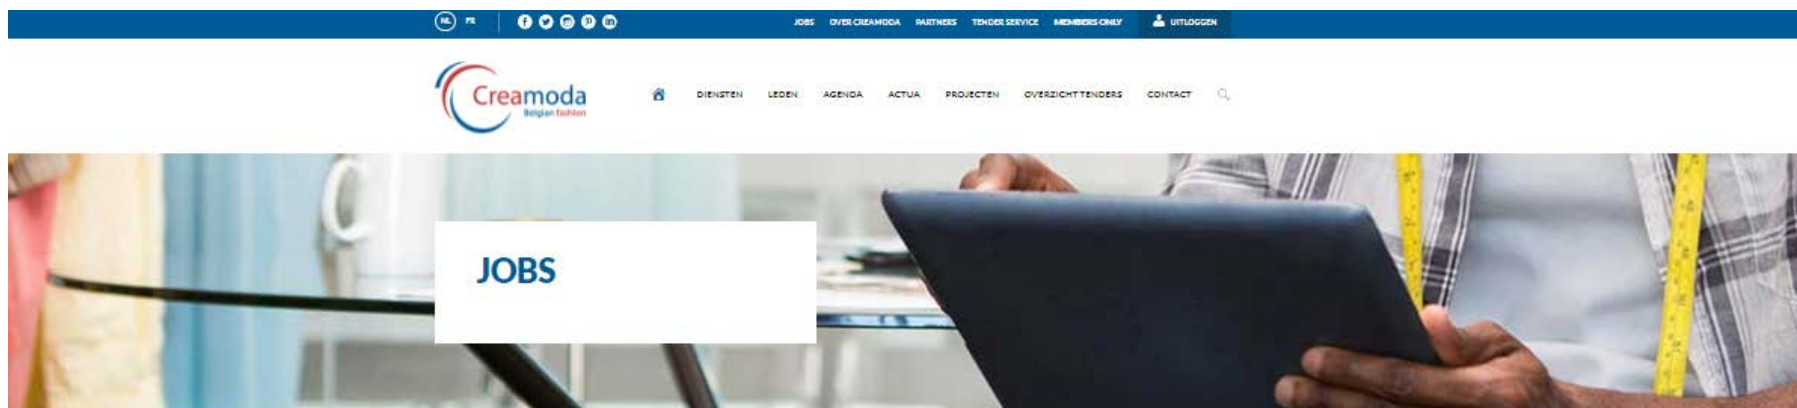 NL FR JOBS OVER CREAMODA PARTNERS TENDER SERVICE MEMBERS ONLY UITLOGGEN
Creamoda
Belgian fashion
DIENSTEN LEDEN AGENDA ACTUA PROJECTEN OVERZICHT TENDERS CONTACT
JOBS